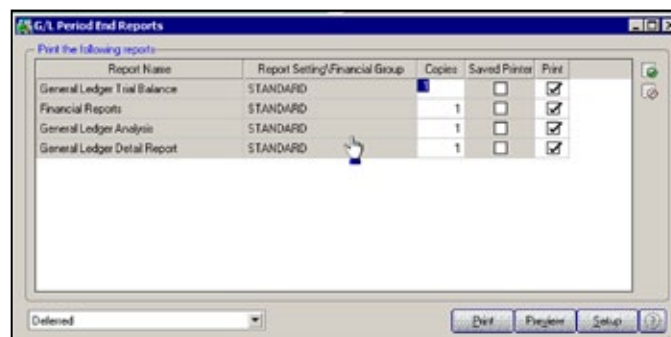 G/L Period End Reports
Print the following reports
Report Name Report Setting\Financial Group Copies Saved Printer Print
General Ledger Trial Balance STANDARD 1
Financial Reports STANDARD 1
General Ledger Analysis STANDARD 1
General Ledger Detail Report STANDARD 1
Deferred Print Preview Setup